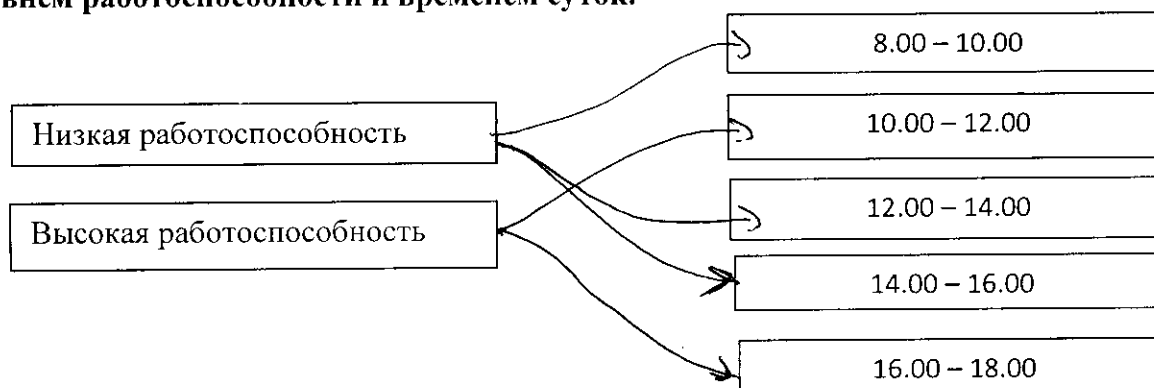 работоспособности и временем суток.
Низкая работоспособность
Высокая работоспособность
8.00 – 10.00
10.00 – 12.00
12.00 – 14.00
14.00 – 16.00
16.00 – 18.00